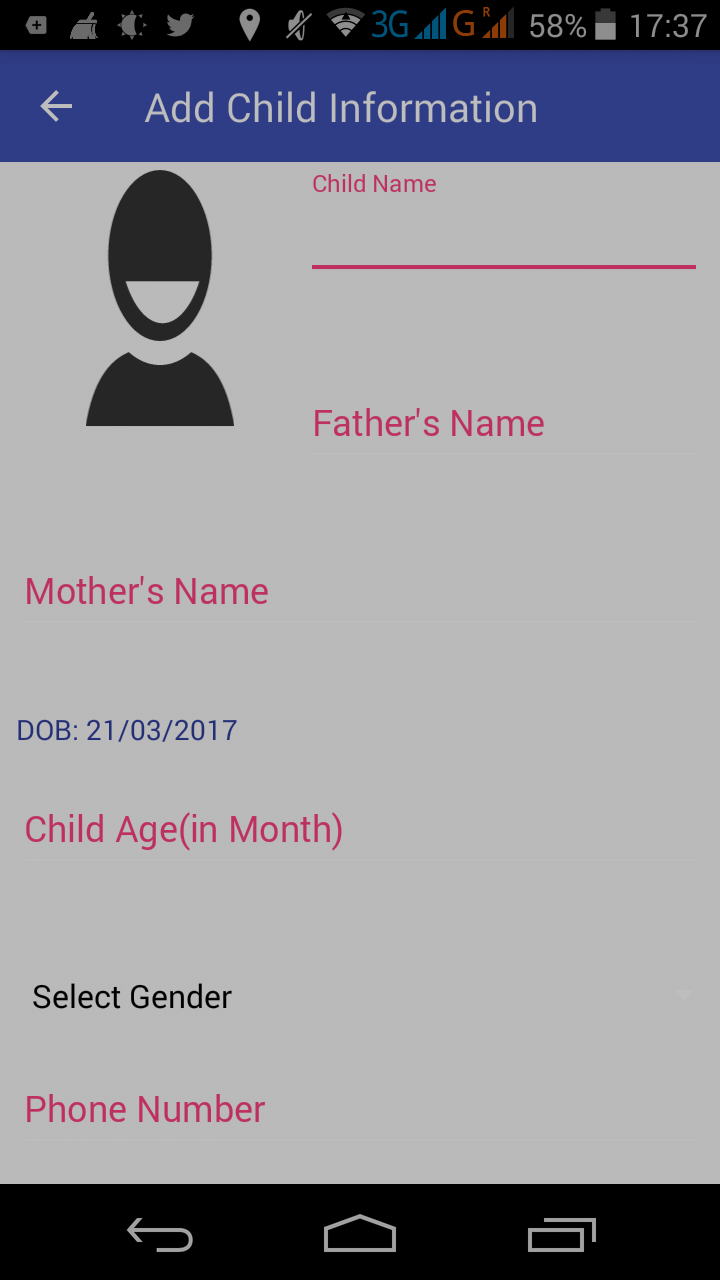 3G G R 58% 17:37
Add Child Information
Child Name
Father's Name
Mother's Name
DOB: 21/03/2017
Child Age(in Month)
Select Gender
Phone Number